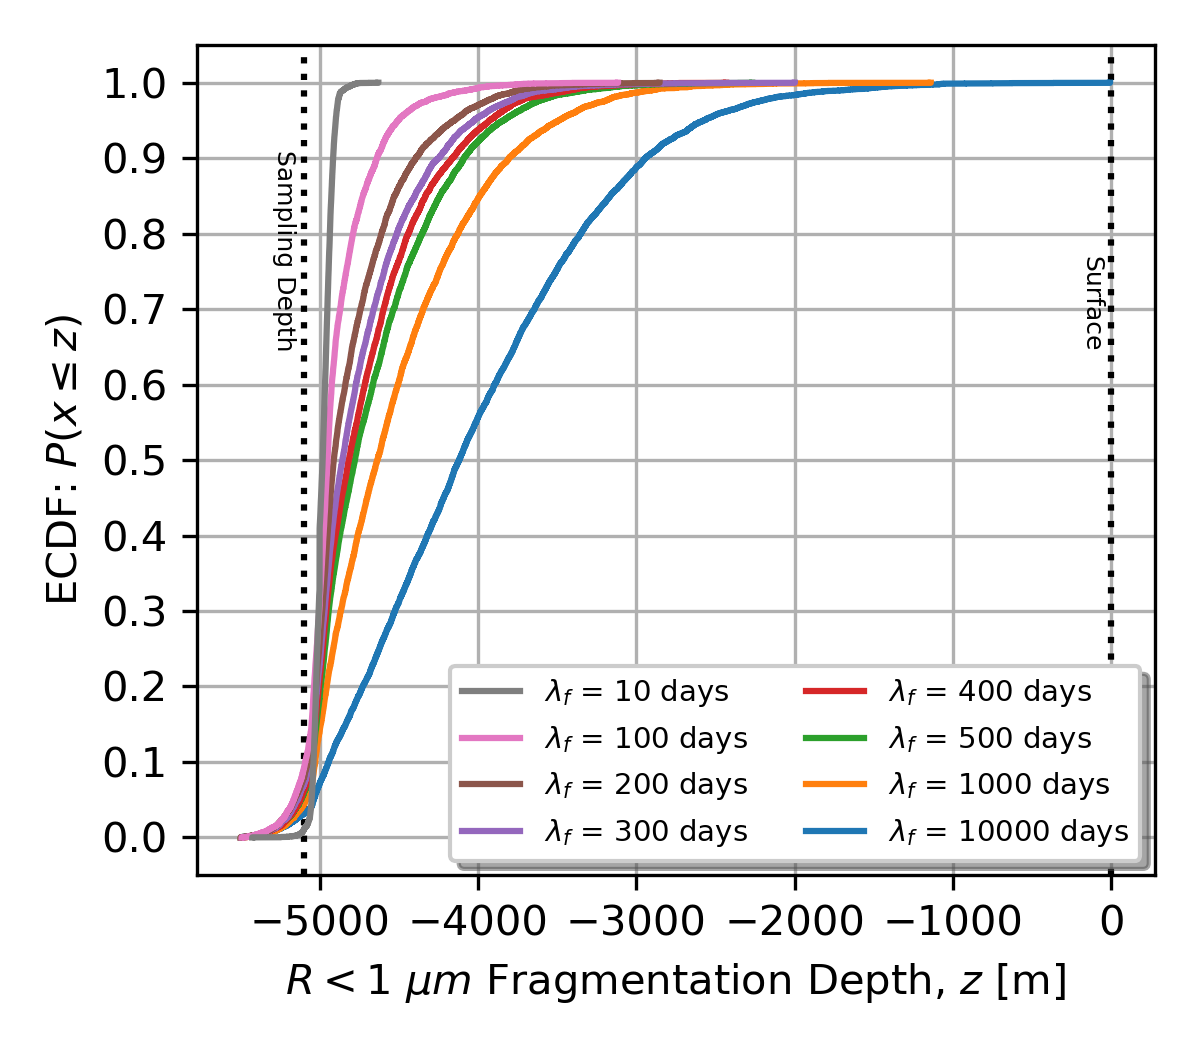 ECDF: P(x ≤ z)
1.0
0.9
0.8
0.7
0.6
0.5
0.4
0.3
0.2
0.1
0.0
Sampling Depth
Surface
λf = 10 days
λf = 100 days
λf = 200 days
λf = 300 days
λf = 400 days
λf = 500 days
λf = 1000 days
λf = 10000 days
−5000 −4000 −3000 −2000 −1000 0
R < 1 μm Fragmentation Depth, z [m]